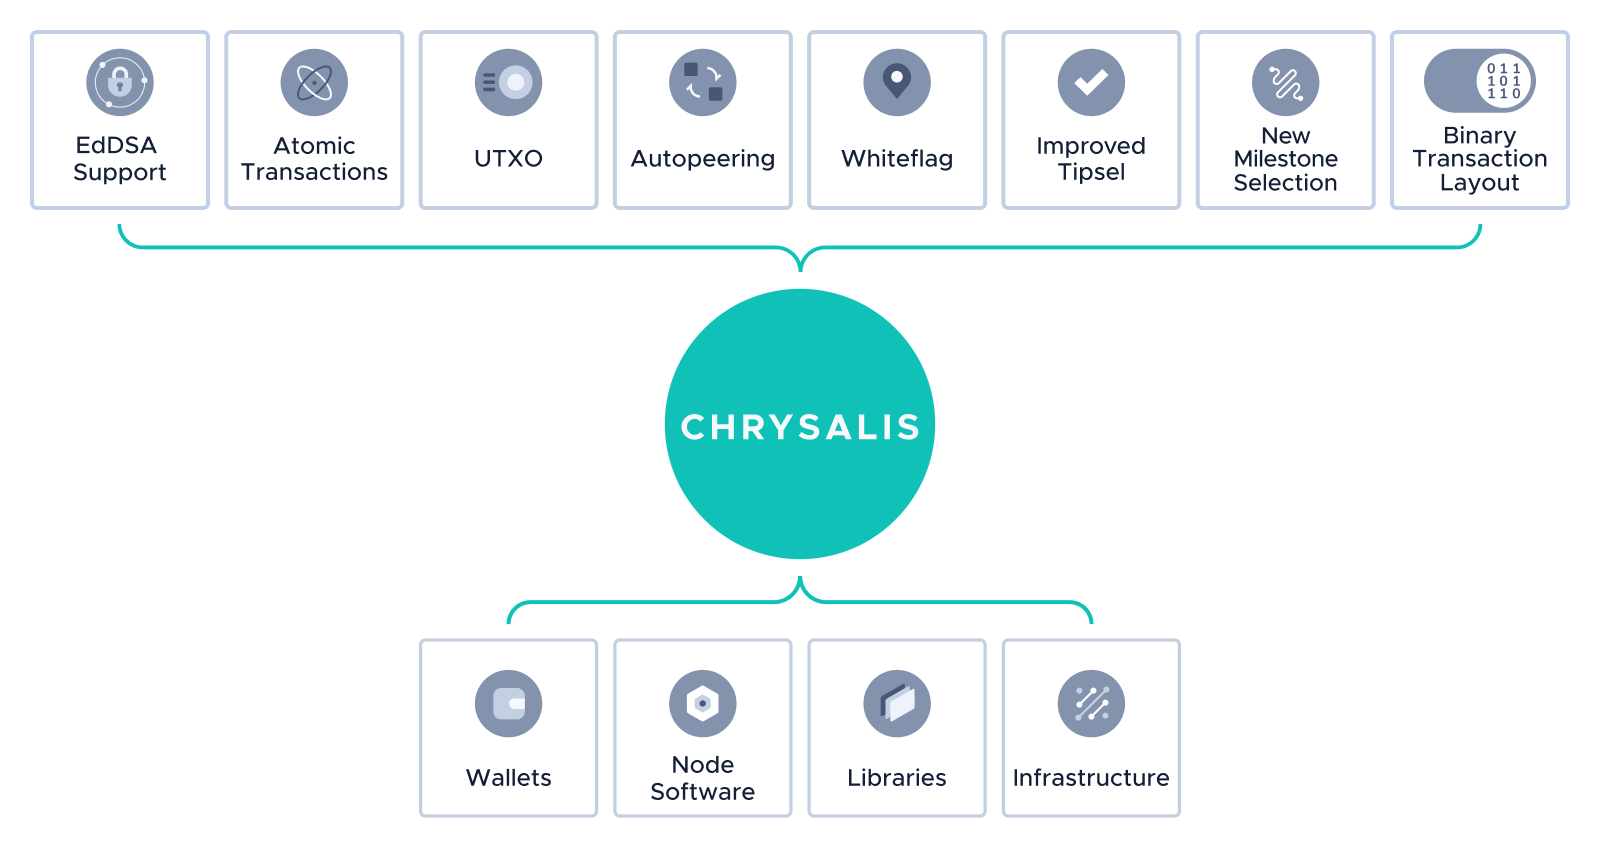 011
101
110
EdDSA
Support
Atomic
Transactions
UTXO
Autopeering
Whiteflag
Improved
Tipsel
New
Milestone
Selection
Binary
Transaction
Layout
CHRYSALIS
Wallets
Node
Software
Libraries
Infrastructure